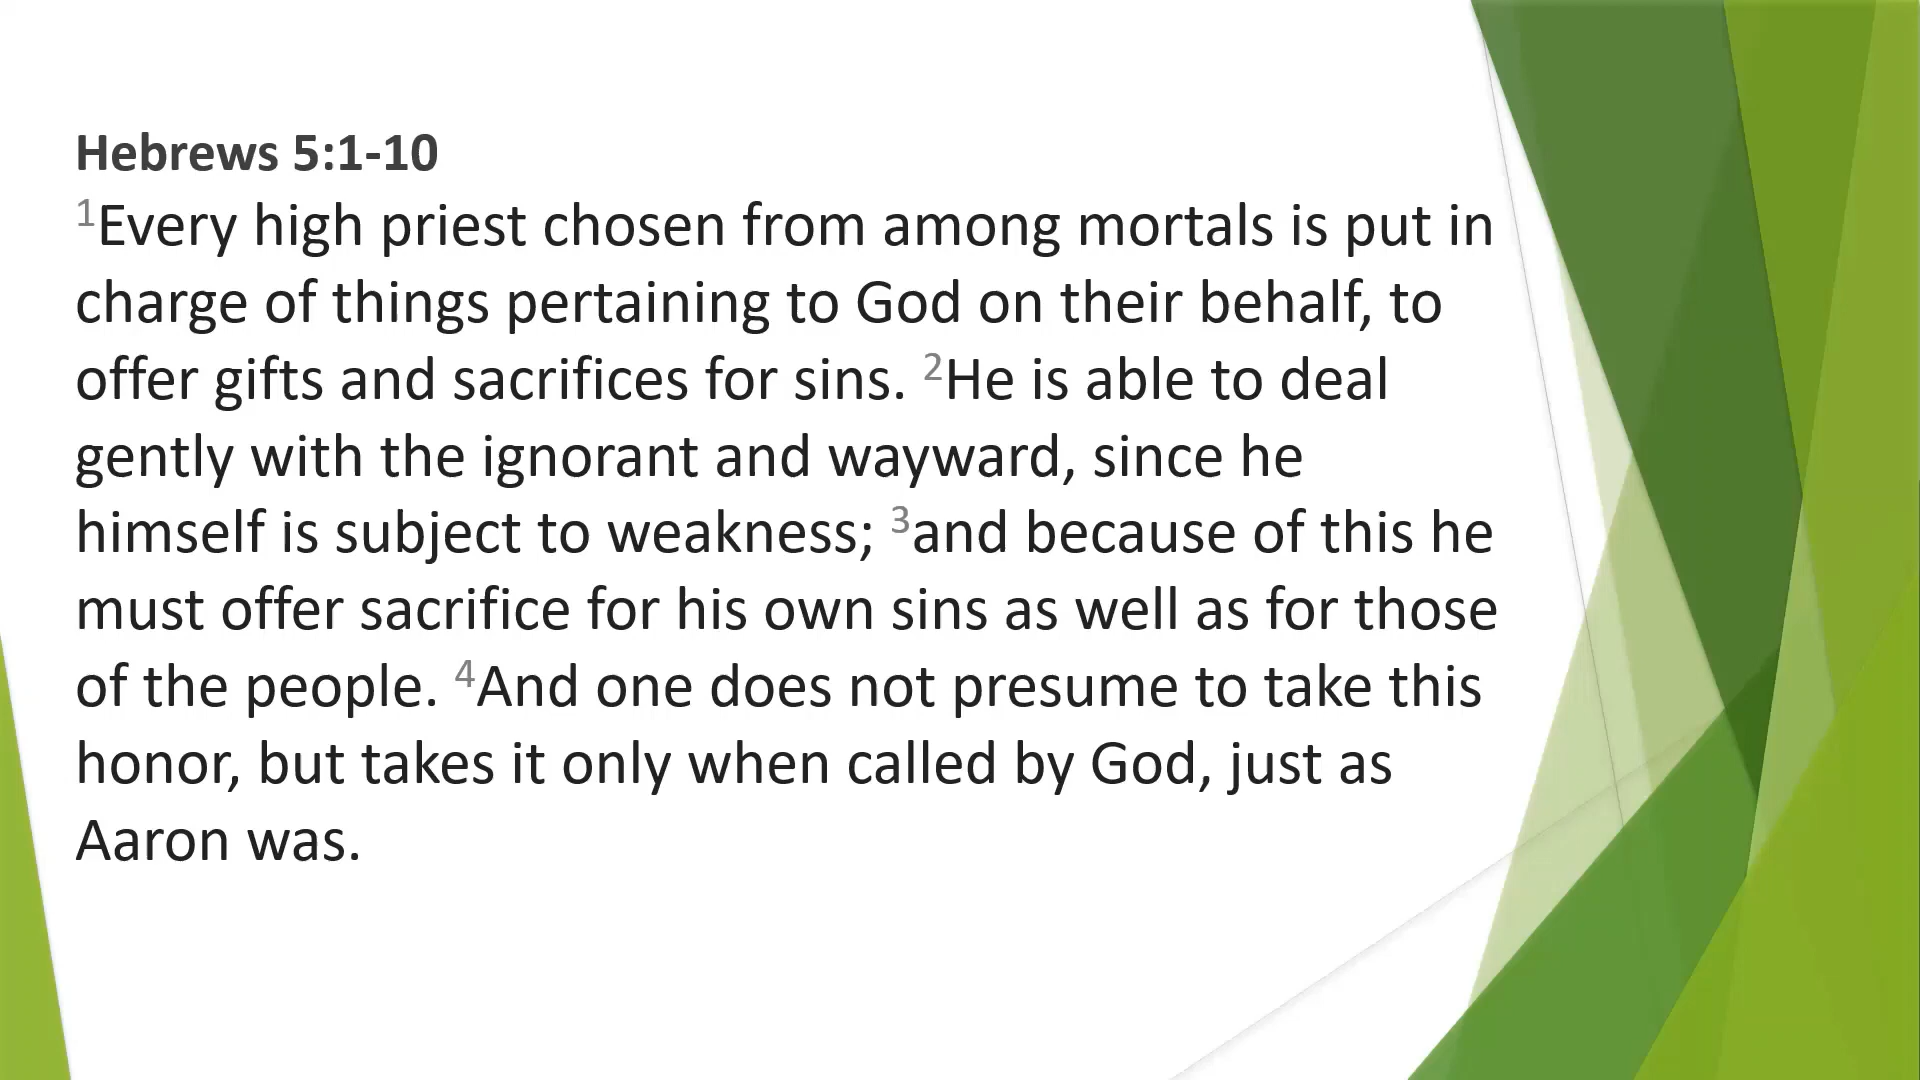 Hebrews 5:1-10
1Every high priest chosen from among mortals is put in
charge of things pertaining to God on their behalf, to
offer gifts and sacrifices for sins. 2He is able to deal
gently with the ignorant and wayward, since he
himself is subject to weakness; 3and because of this he
must offer sacrifice for his own sins as well as for those
of the people. 4And one does not presume to take this
honor, but takes it only when called by God, just as
Aaron was.